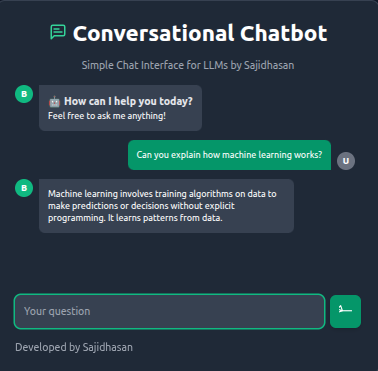 Conversational Chatbot
Simple Chat Interface for LLMs by Sajidhasan
B
🤖 How can I help you today?
Feel free to ask me anything!
Can you explain how machine learning works?
U
B
Machine learning involves training algorithms on data to
make predictions or decisions without explicit
programming. It learns patterns from data.
Your question
Developed by Sajidhasan